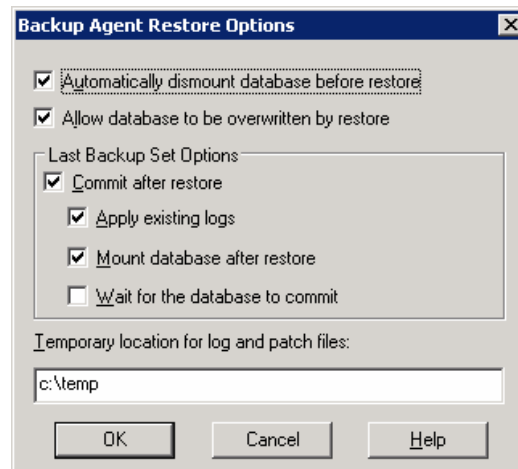 Backup Agent Restore Options
Automatically dismount database before restore
Allow database to be overwritten by restore
Last Backup Set Options
Commit after restore
Apply existing logs
Mount database after restore
Wait for the database to commit
Temporary location for log and patch files:
c:\temp
OK Cancel Help